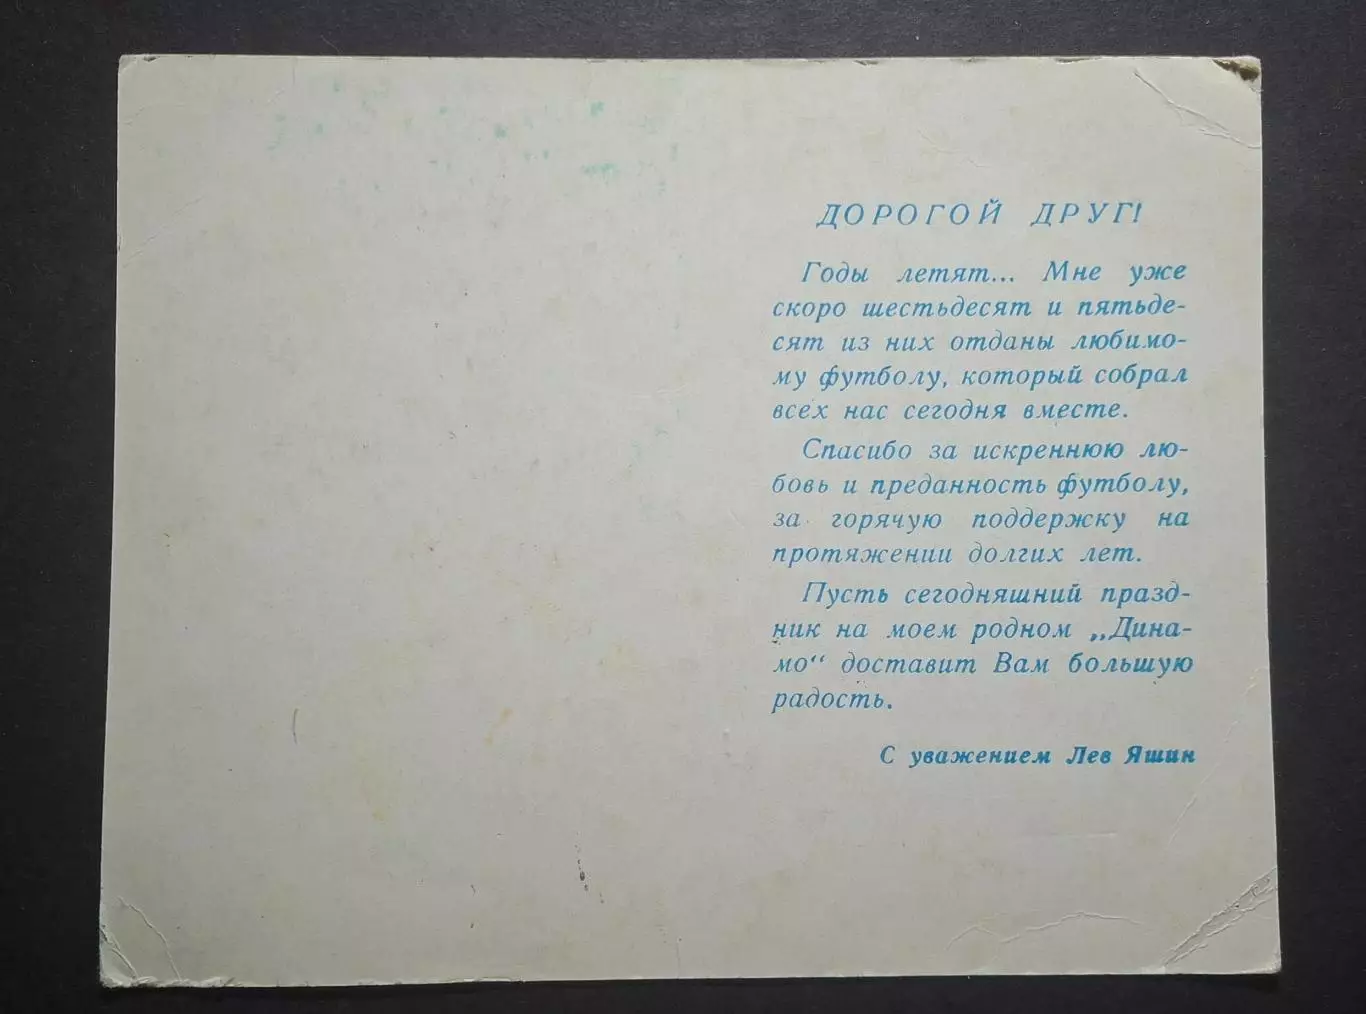 ДОРОГОЙ ДРУГ!
Годы летят... Мне уже
скоро шестьдесят и пятьде-
сят из них отданы любимо-
му футболу, который собрал
всех нас сегодня вместе.
Спасибо за искреннюю лю-
бовь и преданность футболу,
за горячую поддержку на
протяжении долгих лет.
Пусть сегодняшний празд-
ник на моем родном „Дина-
мо“ доставит Вам большую
радость.
С уважением Лев Яшин